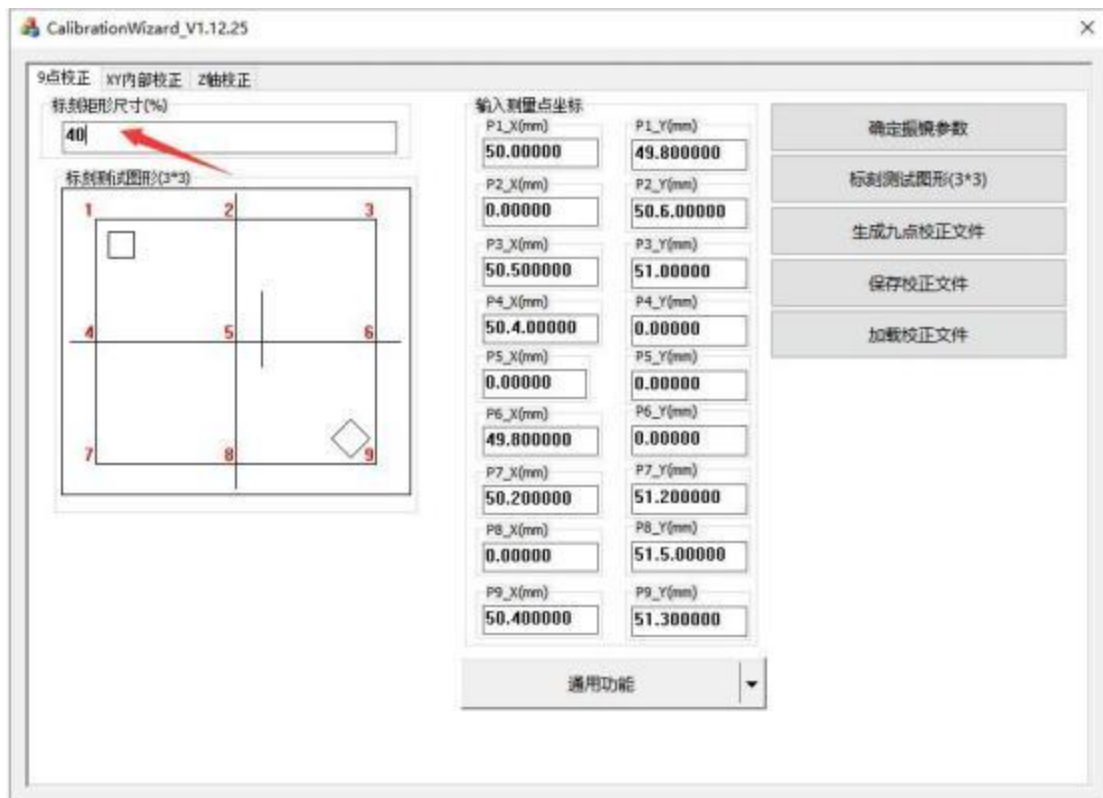 CalibrationWizard_V1.12.25
9点校正 XY内部校正 Z轴校正
标刻矩形尺寸(%)
40
标刻测试图形(3*3)
1 2 3
4 5 6
7 8 9
输入测量点坐标
P1_X(mm) P1_Y(mm)
50.00000 49.800000
P2_X(mm) P2_Y(mm)
0.00000 50.6.00000
P3_X(mm) P3_Y(mm)
50.500000 51.00000
P4_X(mm) P4_Y(mm)
50.4.00000 0.00000
P5_X(mm) P5_Y(mm)
0.00000 0.00000
P6_X(mm) P6_Y(mm)
49.800000 0.00000
P7_X(mm) P7_Y(mm)
50.200000 51.200000
P8_X(mm) P8_Y(mm)
0.00000 51.5.00000
P9_X(mm) P9_Y(mm)
50.400000 51.300000
通用功能
确定振镜参数
标刻测试图形(3*3)
生成九点校正文件
保存校正文件
加载校正文件